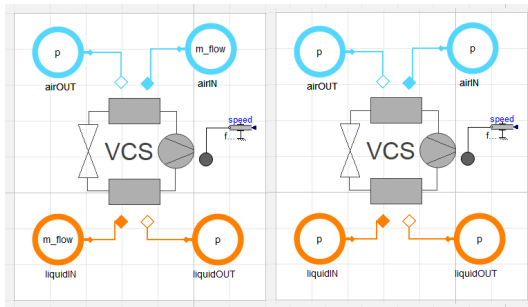 p
m_flow
p
p
airOUT
airIN
airOUT
airIN
speed
speed
VCS
f...
VCS
f...
m_flow
p
p
p
liquidIN
liquidOUT
liquidIN
liquidOUT